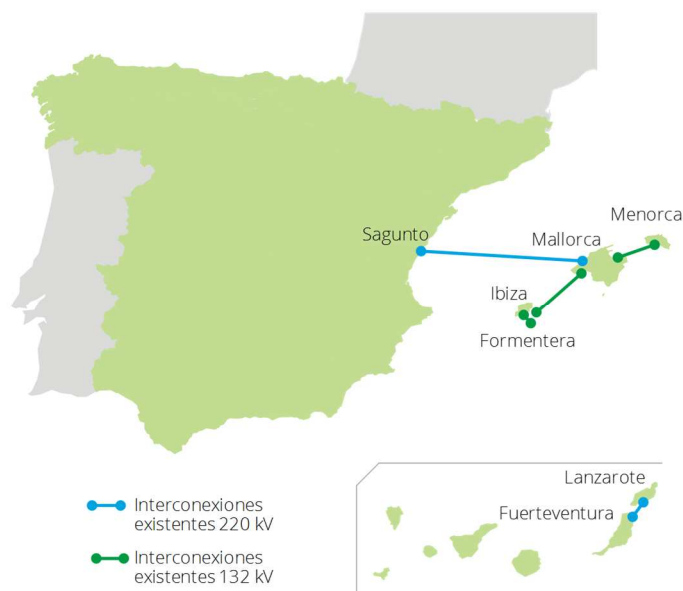 Menorca
Sagunto
Mallorca
Ibiza
Formentera
Lanzarote
Fuerteventura
Interconexiones
existentes 220 kV
Interconexiones
existentes 132 kV